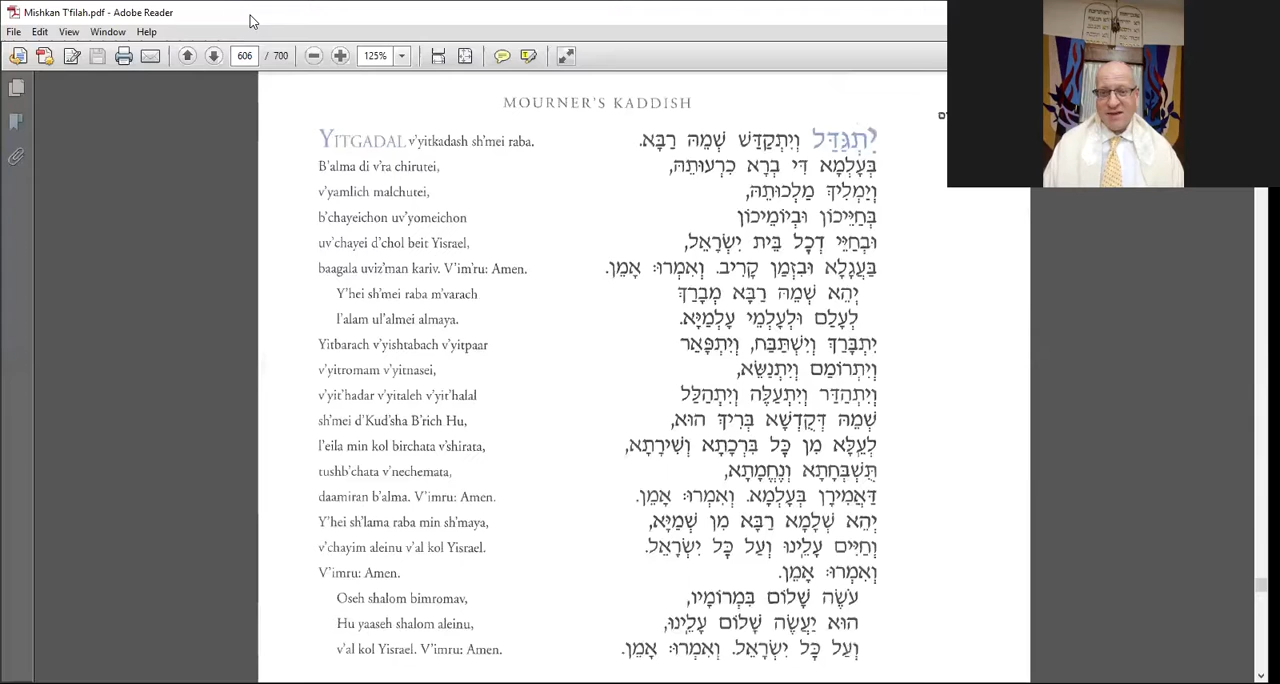 Mishkan T'filah.pdf - Adobe Reader
File Edit View Window Help
606 / 700 125%
MOURNER'S KADDISH
YITGADAL v'yitkadash sh'mei raba.
B'alma di v'ra chirutei,
v'yamlich malchutei,
b'chayeichon uv'yomeichon
uv'chayei d'chol beit Yisrael,
baagala uviz'man kariv. V'im'ru: Amen.
Y'hei sh'mei raba m'varach
l'alam ul'almei almaya.
Yitbarach v'yishtabach v'yitpaar
v'yitromam v'yitnasei,
v'yit'hadar v'yitaleh v'yit'halal
sh'mei d'Kud'sha B'rich Hu,
l'eila min kol birchata v'shirata,
tushb'chata v'nechemata,
daamiran b'alma. V'imru: Amen.
Y'hei sh'lama raba min sh'maya,
v'chayim aleinu v'al kol Yisrael.
V'imru: Amen.
Oseh shalom bimromav,
Hu yaaseh shalom aleinu,
v'al kol Yisrael. V'imru: Amen.
יִתְגַּדַּל וְיִתְקַדַּשׁ שְׁמֵהּ רַבָּא.
בְּעָלְמָא דִּי בְרָא כִרְעוּתֵהּ,
וְיַמְלִיךְ מַלְכוּתֵהּ,
בְּחַיֵּיכוֹן וּבְיוֹמֵיכוֹן
וּבְחַיֵּי דְכָל בֵּית יִשְׂרָאֵל,
בַּעֲגָלָא וּבִזְמַן קָרִיב. וְאִמְרוּ: אָמֵן.
יְהֵא שְׁמֵהּ רַבָּא מְבָרַךְ
לְעָלַם וּלְעָלְמֵי עָלְמַיָּא.
יִתְבָּרַךְ וְיִשְׁתַּבַּח, וְיִתְפָּאַר
וְיִתְרוֹמַם וְיִתְנַשֵּׂא,
וְיִתְהַדַּר וְיִתְעַלֶּה וְיִתְהַלַּל
שְׁמֵהּ דְּקֻדְשָׁא בְּרִיךְ הוּא,
לְעֵלָּא מִן כָּל בִּרְכָתָא וְשִׁירָתָא,
תֻּשְׁבְּחָתָא וְנֶחֱמָתָא,
דַּאֲמִירָן בְּעָלְמָא. וְאִמְרוּ: אָמֵן.
יְהֵא שְׁלָמָא רַבָּא מִן שְׁמַיָּא,
וְחַיִּים עָלֵינוּ וְעַל כָּל יִשְׂרָאֵל.
וְאִמְרוּ: אָמֵן.
עֹשֶׂה שָׁלוֹם בִּמְרוֹמָיו,
הוּא יַעֲשֶׂה שָׁלוֹם עָלֵינוּ,
וְעַל כָּל יִשְׂרָאֵל. וְאִמְרוּ: אָמֵן.